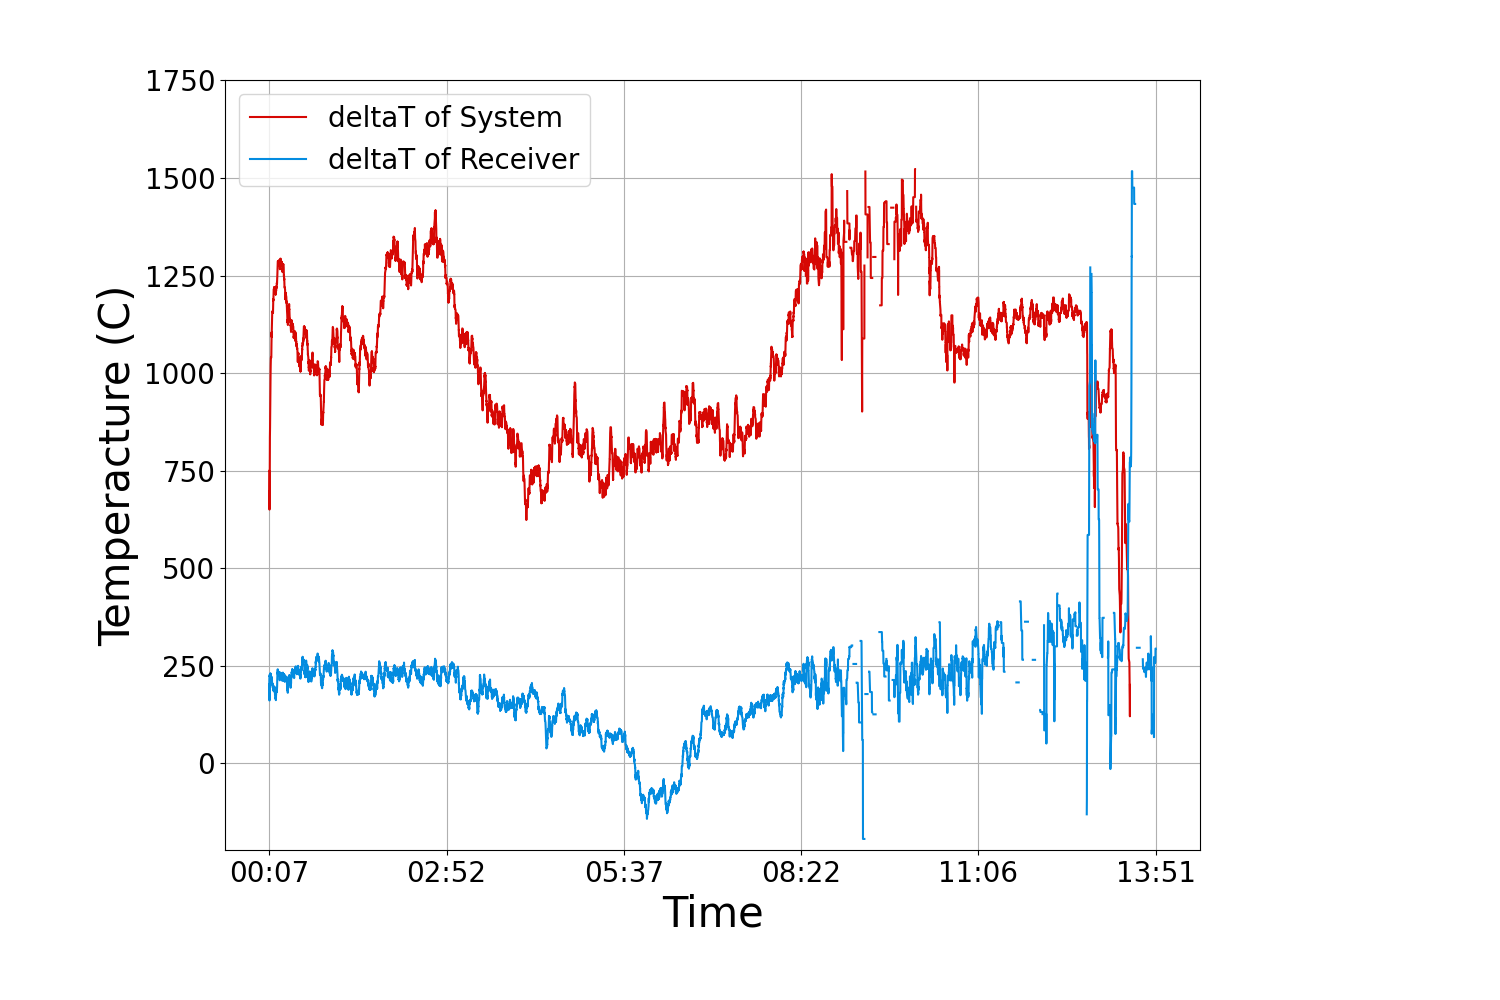 1750
1500
1250
1000
750
500
250
0
Temperacture (C)
deltaT of System
deltaT of Receiver
00:07 02:52 05:37 08:22 11:06 13:51
Time